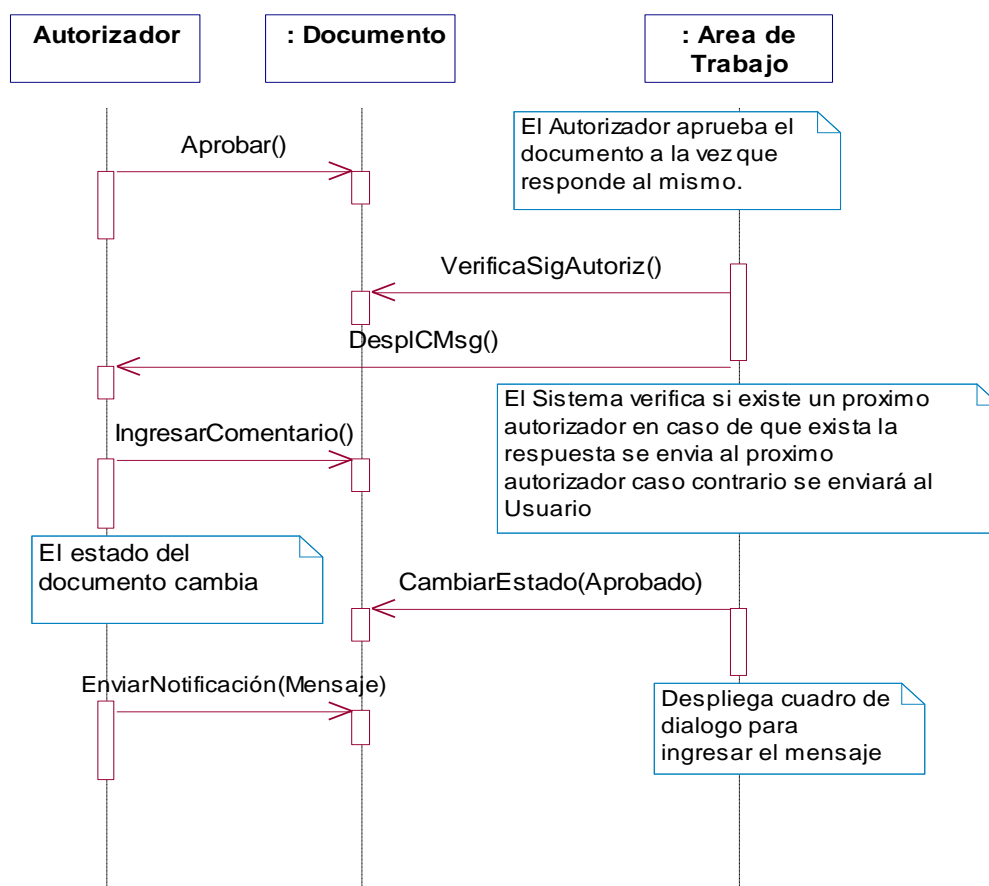 Autorizador
: Documento
: Area de
Trabajo
El Autorizador aprueba el
documento a la vez que
responde al mismo.
Aprobar()
VerificaSigAutoriz()
DesplCMsg()
El Sistema verifica si existe un proximo
autorizador en caso de que exista la
respuesta se envia al proximo
autorizador caso contrario se enviará al
Usuario
IngresarComentario()
El estado del
documento cambia
CambiarEstado(Aprobado)
EnviarNotificación(Mensaje)
Despliega cuadro de
dialogo para
ingresar el mensaje